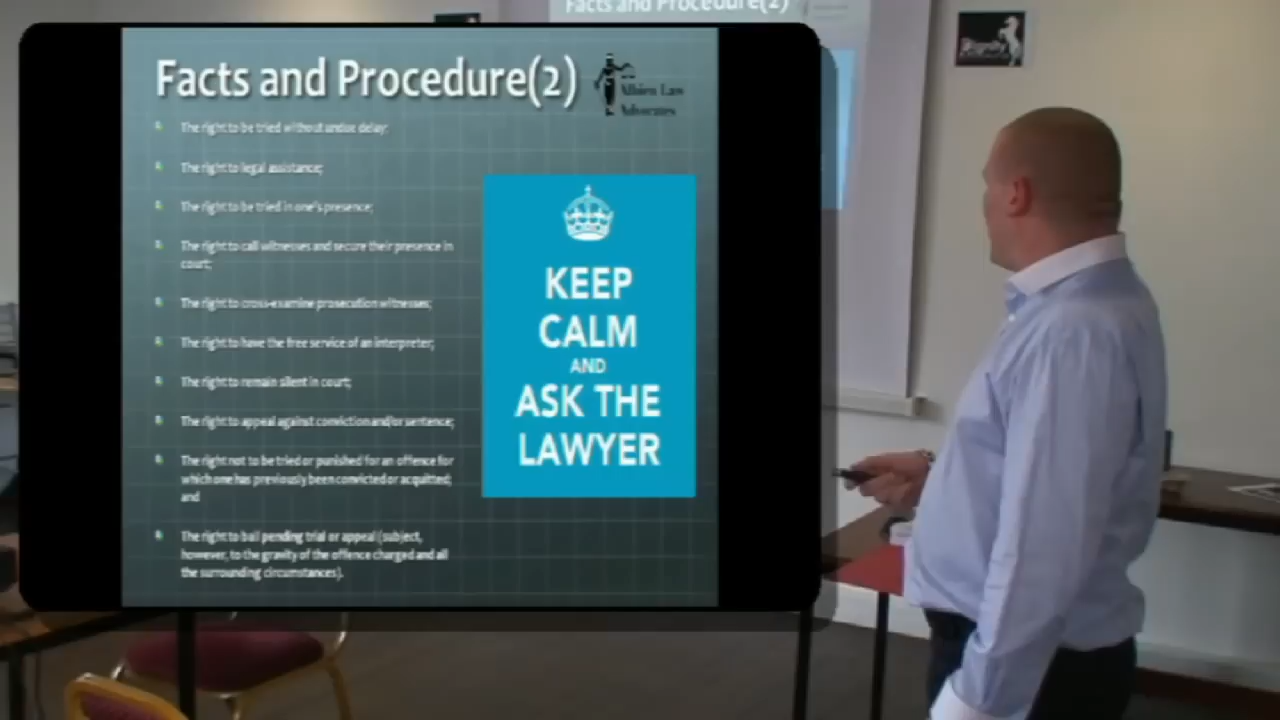 Facts and Procedure(2)
Facts and Procedure(2)
Albion Law
Advocates
The right to be tried without undue delay;
The right to legal assistance;
The right to be tried in one's presence;
The right to call witnesses and secure their presence in
court;
The right to cross-examine prosecution witnesses;
The right to have the free service of an interpreter;
The right to remain silent in court;
The right to appeal against conviction and/or sentence;
The right not to be tried or punished for an offence for
which one has previously been convicted or acquitted;
and
The right to bail pending trial or appeal (subject,
however, to the gravity of the offence charged and all
the surrounding circumstances).
KEEP
CALM
AND
ASK THE
LAWYER